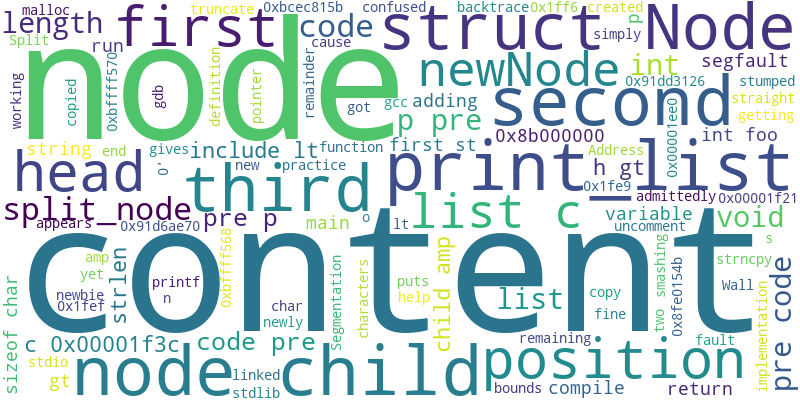 malloc
truncate
0xbcec815b
confused
backtrace
0x1ff6
created
length
first
code
struct
Node
p
Split
run
cause
simply
segfault
node
newNode
int
working
copied
0xbffff570
gdb
definition
pointer
remainder
got
gcc
adding
0x91dd3126
stumped
straight
getting
second
0x00001ee0
p pre
0x8b000000
int foo
string
end
gives
include lt
function
first st
Address
h gt
head
0'
new
practice
third
print_list
0x1fe9
admittedly
0x00001f21
split_node
appears
0x91d6ae70
pre p
main
o
lt
list c
variable
uncomment
void
s
content
amp
yet
strlen
printf
n
0xbffff568
Segmentation
characters
puts
help
child amp
two smashing
0x8fe0154b
strncpy
Wall
implementation
pre code
sizeof char
newbie
0x1fef
char
newly
list
copy
fine
c 0x00001f3c
code pre
remaining
fault
position
stdio
gt
node child
linked
stdlib
bounds
compile
return